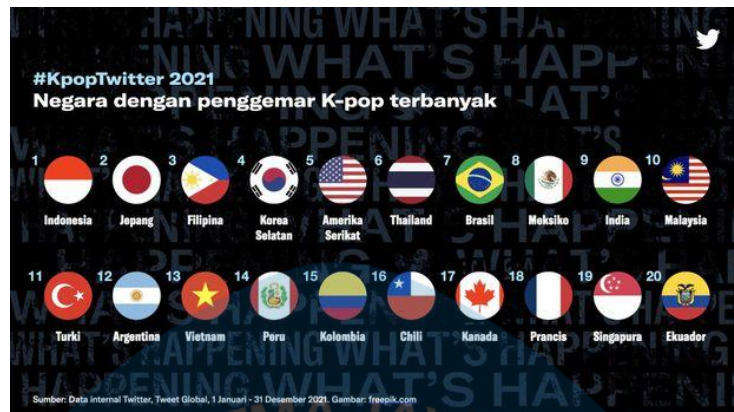 #KpopTwitter 2021
Negara dengan penggemar K-pop terbanyak
1 2 3 4 5 6 7 8 9 10
Indonesia Jepang Filipina Korea Selatan Amerika Serikat Thailand Brasil Meksiko India Malaysia
11 12 13 14 15 16 17 18 19 20
Turki Argentina Vietnam Peru Kolombia Chili Kanada Prancis Singapura Ekuador
Sumber: Data internal Twitter, Tweet Global, 1 Januari - 31 Desember 2021. Gambar: freepik.com